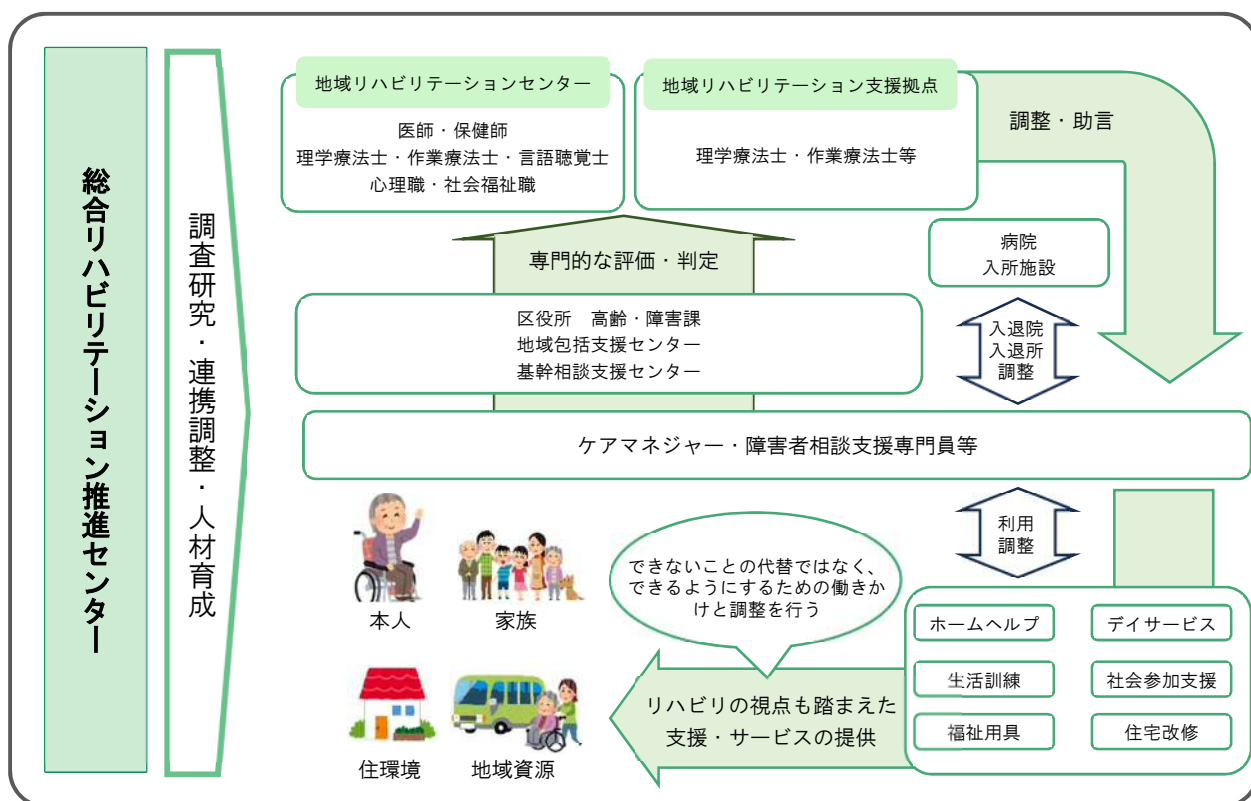 総合リハビリテーション推進センター
調査研究・連携調整・人材育成
地域リハビリテーションセンター
医師・保健師
理学療法士・作業療法士・言語聴覚士
心理職・社会福祉職
地域リハビリテーション支援拠点
理学療法士・作業療法士等
調整・助言
専門的な評価・判定
病院
入所施設
区役所　高齢・障害課
地域包括支援センター
基幹相談支援センター
入退院
入退所
調整
ケアマネジャー・障害者相談支援専門員等
利用
調整
本人
家族
できないことの代替ではなく、
できるようにするための働きか
けと調整を行う
ホームヘルプ
デイサービス
生活訓練
社会参加支援
福祉用具
住宅改修
リハビリの視点も踏まえた
支援・サービスの提供
住環境
地域資源